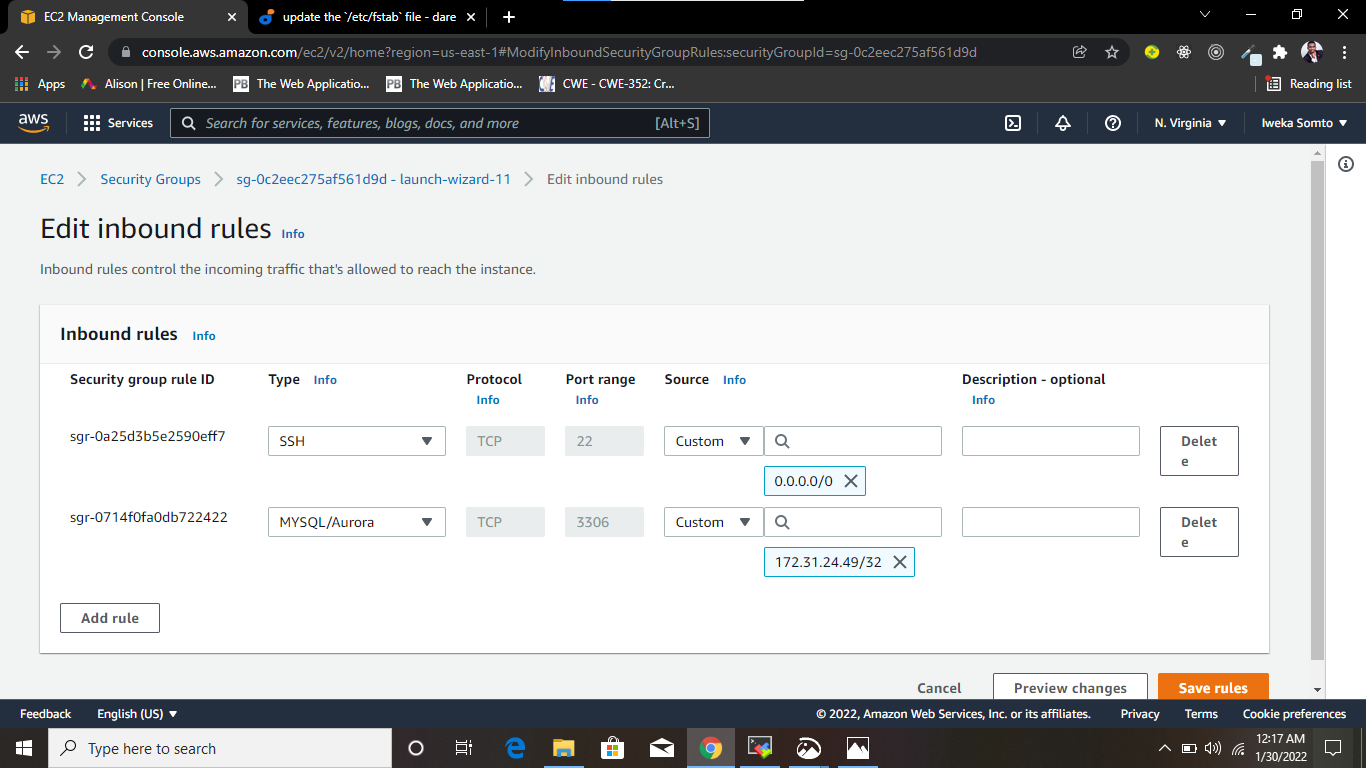 EC2 Management Console
update the `/etc/fstab` file - dare
console.aws.amazon.com/ec2/v2/home?region=us-east-1#ModifyInboundSecurityGroupRules:securityGroupId=sg-0c2eec275af561d9d
Apps
Alison | Free Online...
PB The Web Applicatio...
PB The Web Applicatio...
CWE - CWE-352: Cr...
Reading list
aws
Services
Search for services, features, blogs, docs, and more
[Alt+S]
N. Virginia
Iweka Somto
EC2
Security Groups
sg-0c2eec275af561d9d - launch-wizard-11
Edit inbound rules
Edit inbound rules Info
Inbound rules control the incoming traffic that's allowed to reach the instance.
Inbound rules Info
Security group rule ID
Type Info
Protocol
Info
Port range
Info
Source Info
Description - optional
Info
sgr-0a25d3b5e2590eff7
SSH
TCP
22
Custom
0.0.0.0/0
Delet
e
sgr-0714f0fa0db722422
MYSQL/Aurora
TCP
3306
Custom
172.31.24.49/32
Delet
e
Add rule
Cancel
Preview changes
Save rules
Feedback
English (US)
© 2022, Amazon Web Services, Inc. or its affiliates.
Privacy
Terms
Cookie preferences
Type here to search
12:17 AM
1/30/2022